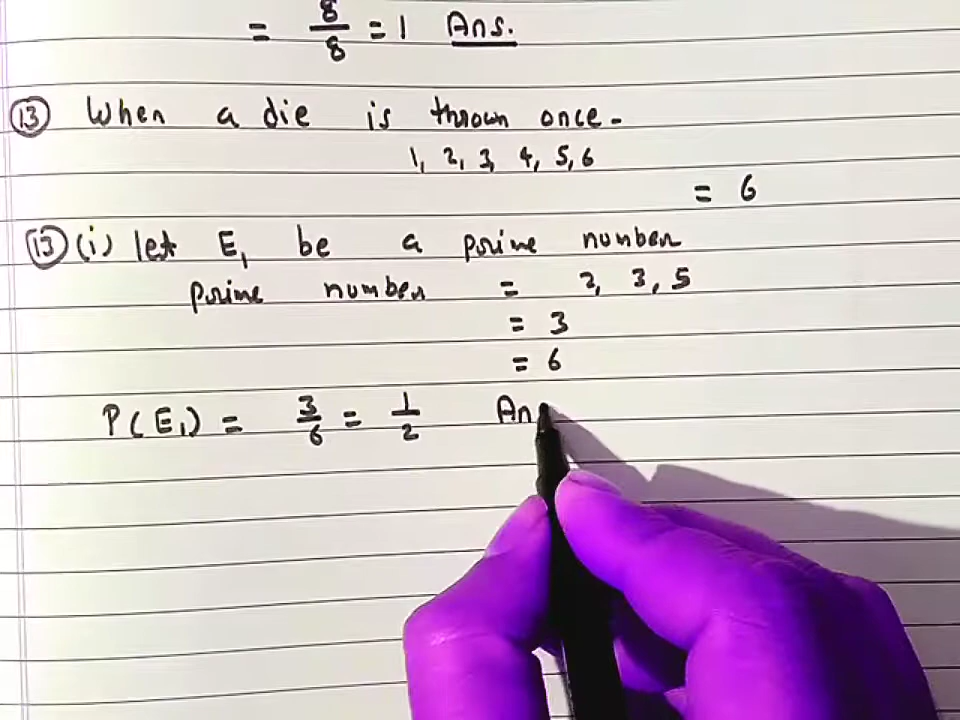 = 8/8 = 1 Ans.
(13) When a die is thrown once.
1, 2, 3, 4, 5, 6
= 6
(13) (i) let E₁ be a prime number
prime number = 2, 3, 5
= 3
= 6
P(E₁) = 3/6 = 1/2 An